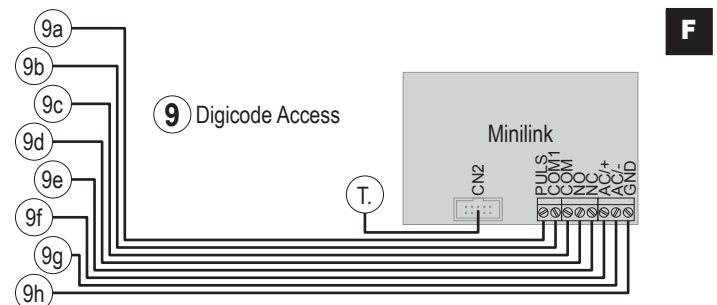 F
9a
9b
9c
9d
9e
9f
9g
9h
9 Digicode Access
T.
Minilink
CN2
PULS
COM1
COM
NO
NC
AC/+
AC/-
GND